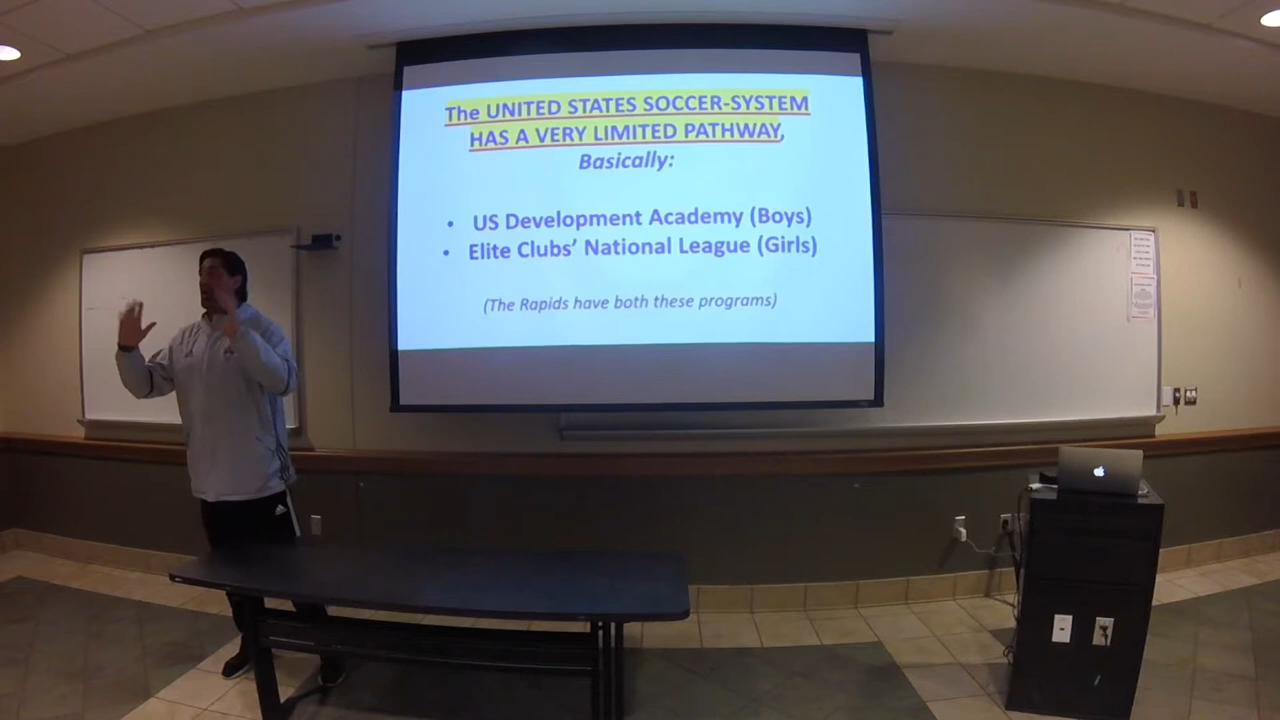 The UNITED STATES SOCCER-SYSTEM
HAS A VERY LIMITED PATHWAY,
Basically:
• US Development Academy (Boys)
• Elite Clubs' National League (Girls)
(The Rapids have both these programs)